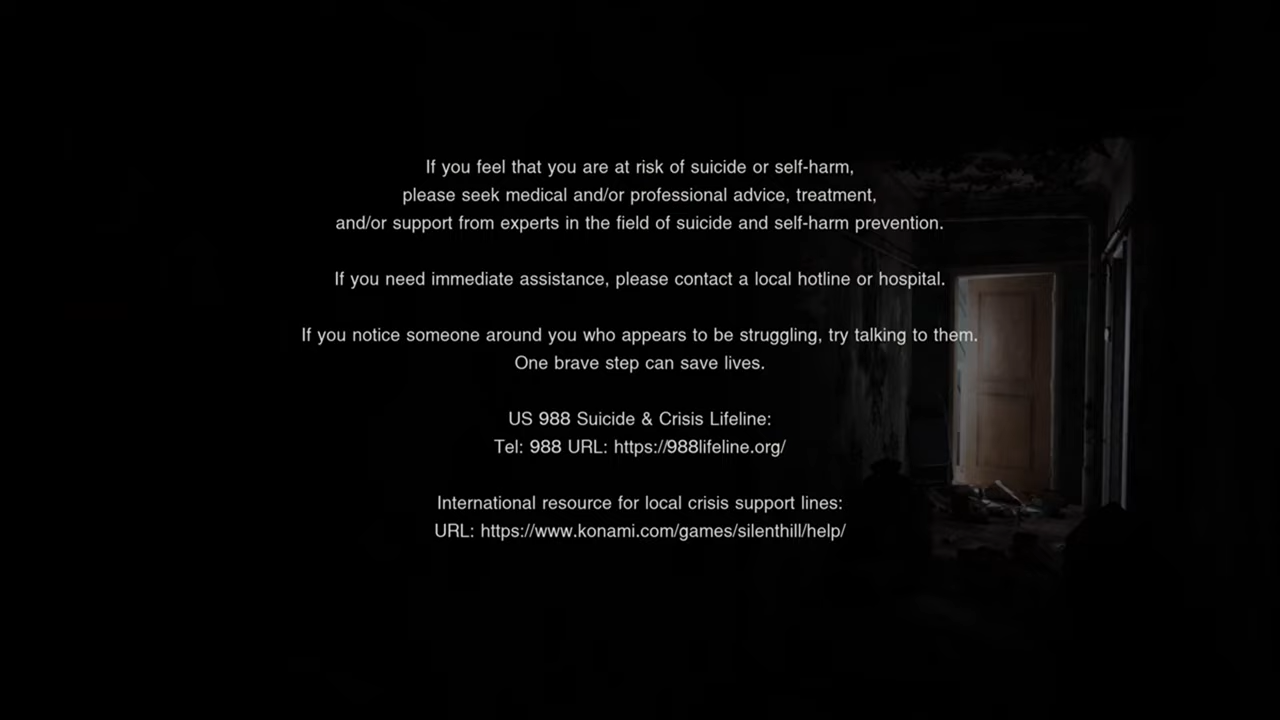 If you feel that you are at risk of suicide or self-harm,
please seek medical and/or professional advice, treatment,
and/or support from experts in the field of suicide and self-harm prevention.
If you need immediate assistance, please contact a local hotline or hospital.
If you notice someone around you who appears to be struggling, try talking to them.
One brave step can save lives.
US 988 Suicide & Crisis Lifeline:
Tel: 988 URL: https://988lifeline.org/
International resource for local crisis support lines:
URL: https://www.konami.com/games/silenthill/help/